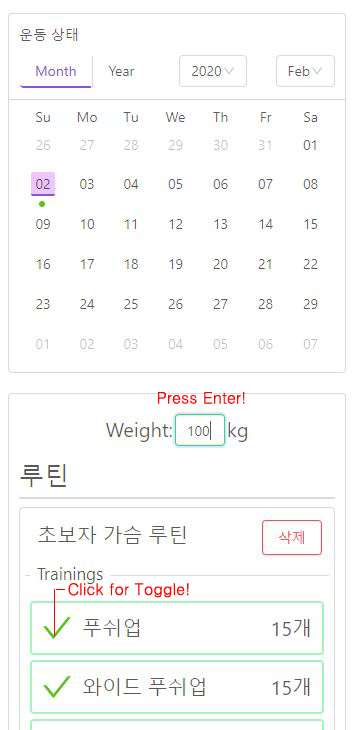 운동 상태
Month Year 2020 Feb
Su Mo Tu We Th Fr Sa
26 27 28 29 30 31 01
02 03 04 05 06 07 08
09 10 11 12 13 14 15
16 17 18 19 20 21 22
23 24 25 26 27 28 29
01 02 03 04 05 06 07
Press Enter!
Weight: 100 kg
루틴
초보자 가슴 루틴 삭제
Trainings
Click for Toggle!
푸쉬업 15개
와이드 푸쉬업 15개